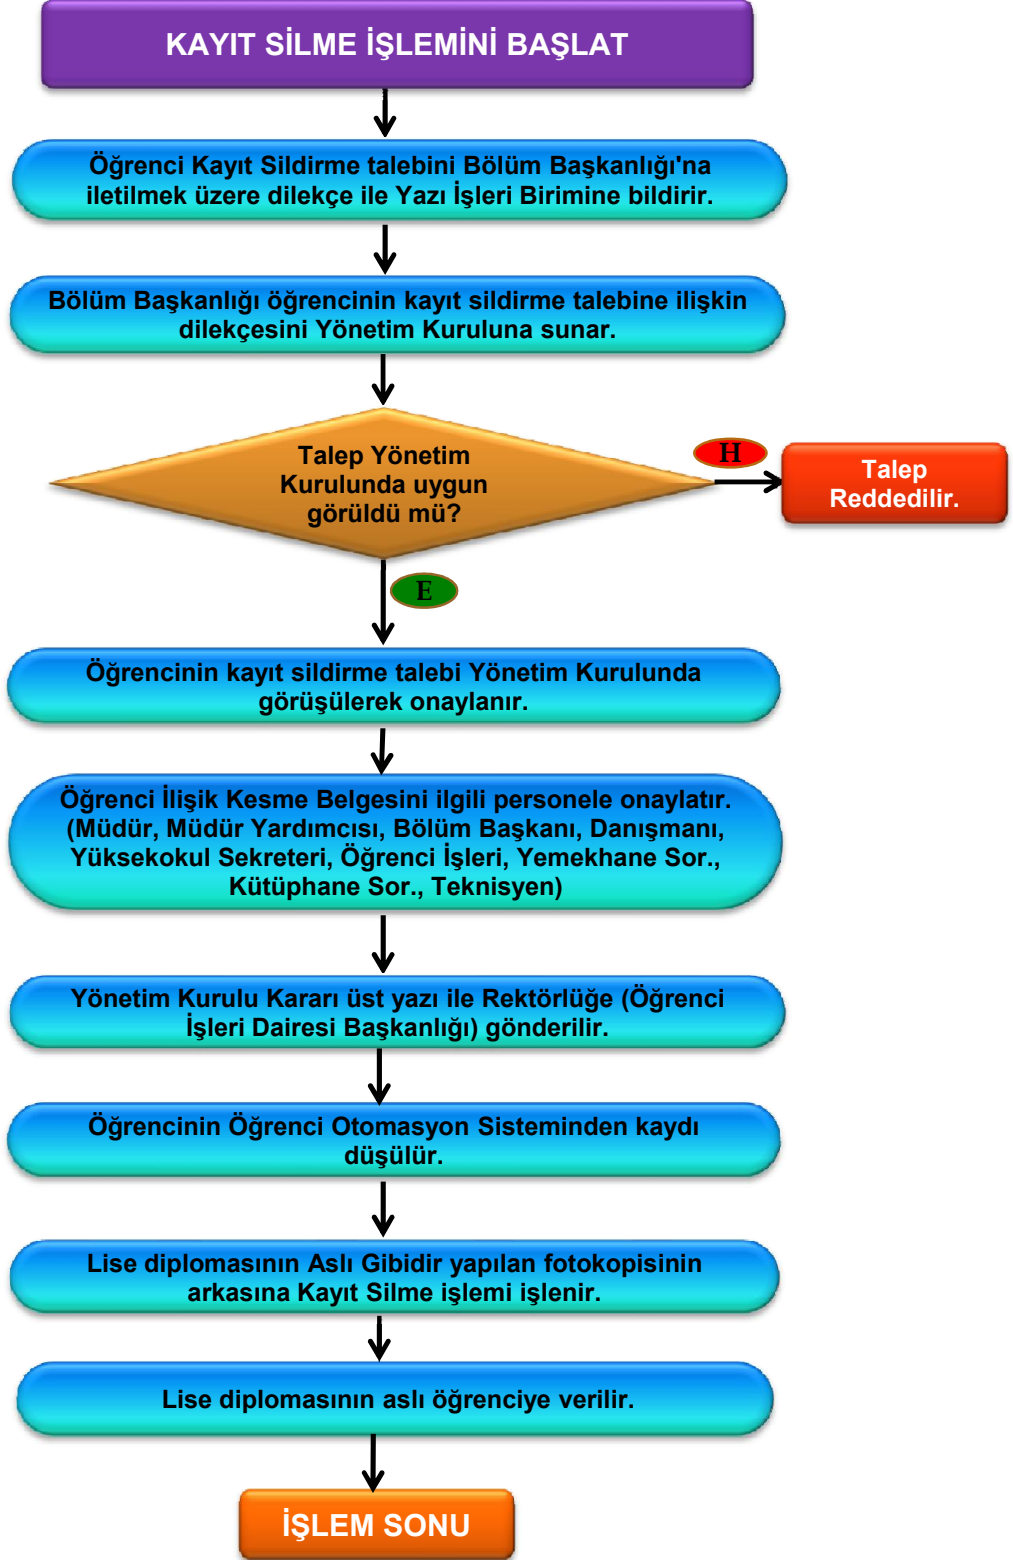 KAYIT SİLME İŞLEMİNİ BAŞLAT
Öğrenci Kayıt Sildirme talebini Bölüm Başkanlığı'na
iletilmek üzere dilekçe ile Yazı İşleri Birimine bildirir.
Bölüm Başkanlığı öğrencinin kayıt sildirme talebine ilişkin
dilekçesini Yönetim Kuruluna sunar.
Talep Yönetim
Kurulunda uygun
görüldü mü?
H
Talep
Reddedilir.
E
Öğrencinin kayıt sildirme talebi Yönetim Kurulunda
görüşülerek onaylanır.
Öğrenci İlişik Kesme Belgesini ilgili personele onaylatır.
(Müdür, Müdür Yardımcısı, Bölüm Başkanı, Danışmanı,
Yüksekokul Sekreteri, Öğrenci İşleri, Yemekhane Sor.,
Kütüphane Sor., Teknisyen)
Yönetim Kurulu Kararı üst yazı ile Rektörlüğe (Öğrenci
İşleri Dairesi Başkanlığı) gönderilir.
Öğrencinin Öğrenci Otomasyon Sisteminden kaydı
düşülür.
Lise diplomasının Aslı Gibidir yapılan fotokopisinin
arkasına Kayıt Silme işlemi işlenir.
Lise diplomasının aslı öğrenciye verilir.
İŞLEM SONU